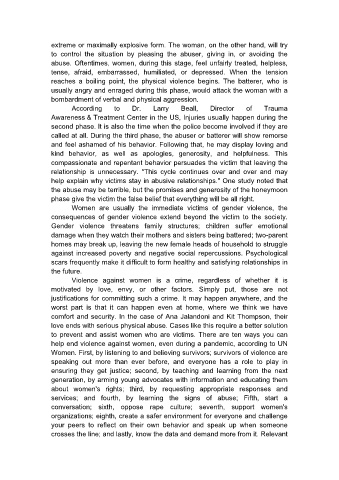 extreme or maximally explosive form. The woman, on the other hand, will try
to control the situation by pleasing the abuser, giving in, or avoiding the
abuse. Oftentimes, women, during this stage, feel unfairly treated, helpless,
tense, afraid, embarrassed, humiliated, or depressed. When the tension
reaches a boiling point, the physical violence begins. The batterer, who is
usually angry and enraged during this phase, would attack the woman with a
bombardment of verbal and physical aggression.
According to Dr. Larry Beall, Director of Trauma
Awareness & Treatment Center in the US, Injuries usually happen during the
second phase. It is also the time when the police become involved if they are
called at all. During the third phase, the abuser or batterer will show remorse
and feel ashamed of his behavior. Following that, he may display loving and
kind behavior, as well as apologies, generosity, and helpfulness. This
compassionate and repentant behavior persuades the victim that leaving the
relationship is unnecessary. "This cycle continues over and over and may
help explain why victims stay in abusive relationships." One study noted that
the abuse may be terrible, but the promises and generosity of the honeymoon
phase give the victim the false belief that everything will be all right.
Women are usually the immediate victims of gender violence, the
consequences of gender violence extend beyond the victim to the society.
Gender violence threatens family structures; children suffer emotional
damage when they watch their mothers and sisters being battered; two-parent
homes may break up, leaving the new female heads of household to struggle
against increased poverty and negative social repercussions. Psychological
scars frequently make it difficult to form healthy and satisfying relationships in
the future.
Violence against women is a crime, regardless of whether it is
motivated by love, envy, or other factors. Simply put, those are not
justifications for committing such a crime. It may happen anywhere, and the
worst part is that it can happen even at home, where we think we have
comfort and security. In the case of Ana Jalandoni and Kit Thompson, their
love ends with serious physical abuse. Cases like this require a better solution
to prevent and assist women who are victims. There are ten ways you can
help end violence against women, even during a pandemic, according to UN
Women. First, by listening to and believing survivors; survivors of violence are
speaking out more than ever before, and everyone has a role to play in
ensuring they get justice; second, by teaching and learning from the next
generation, by arming young advocates with information and educating them
about women's rights; third, by requesting appropriate responses and
services; and fourth, by learning the signs of abuse; Fifth, start a
conversation; sixth, oppose rape culture; seventh, support women's
organizations; eighth, create a safe environment for everyone and challenge
your peers to reflect on their own behavior and speak up when someone
crosses the line; and lastly, know the data and demand more from it. Relevant